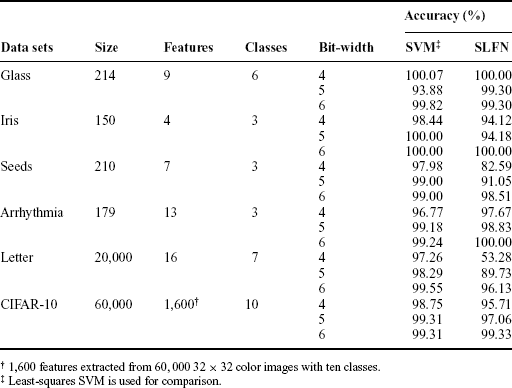 Accuracy (%)
Data sets Size Features Classes Bit-width SVM‡ SLFN
Glass 214 9 6 4 100.07 100.00
5 93.88 99.30
6 99.82 99.30
Iris 150 4 3 4 98.44 94.12
5 100.00 94.18
6 100.00 100.00
Seeds 210 7 3 4 97.98 82.59
5 99.00 91.05
6 99.00 98.51
Arrhythmia 179 13 3 4 96.77 97.67
5 99.18 98.83
6 99.24 100.00
Letter 20,000 16 7 4 97.26 53.28
5 98.29 89.73
6 99.55 96.13
CIFAR-10 60,000 1,600† 10 4 98.75 95.71
5 99.31 97.06
6 99.31 99.33
† 1,600 features extracted from 60,000 32 × 32 color images with ten classes.
‡ Least-squares SVM is used for comparison.